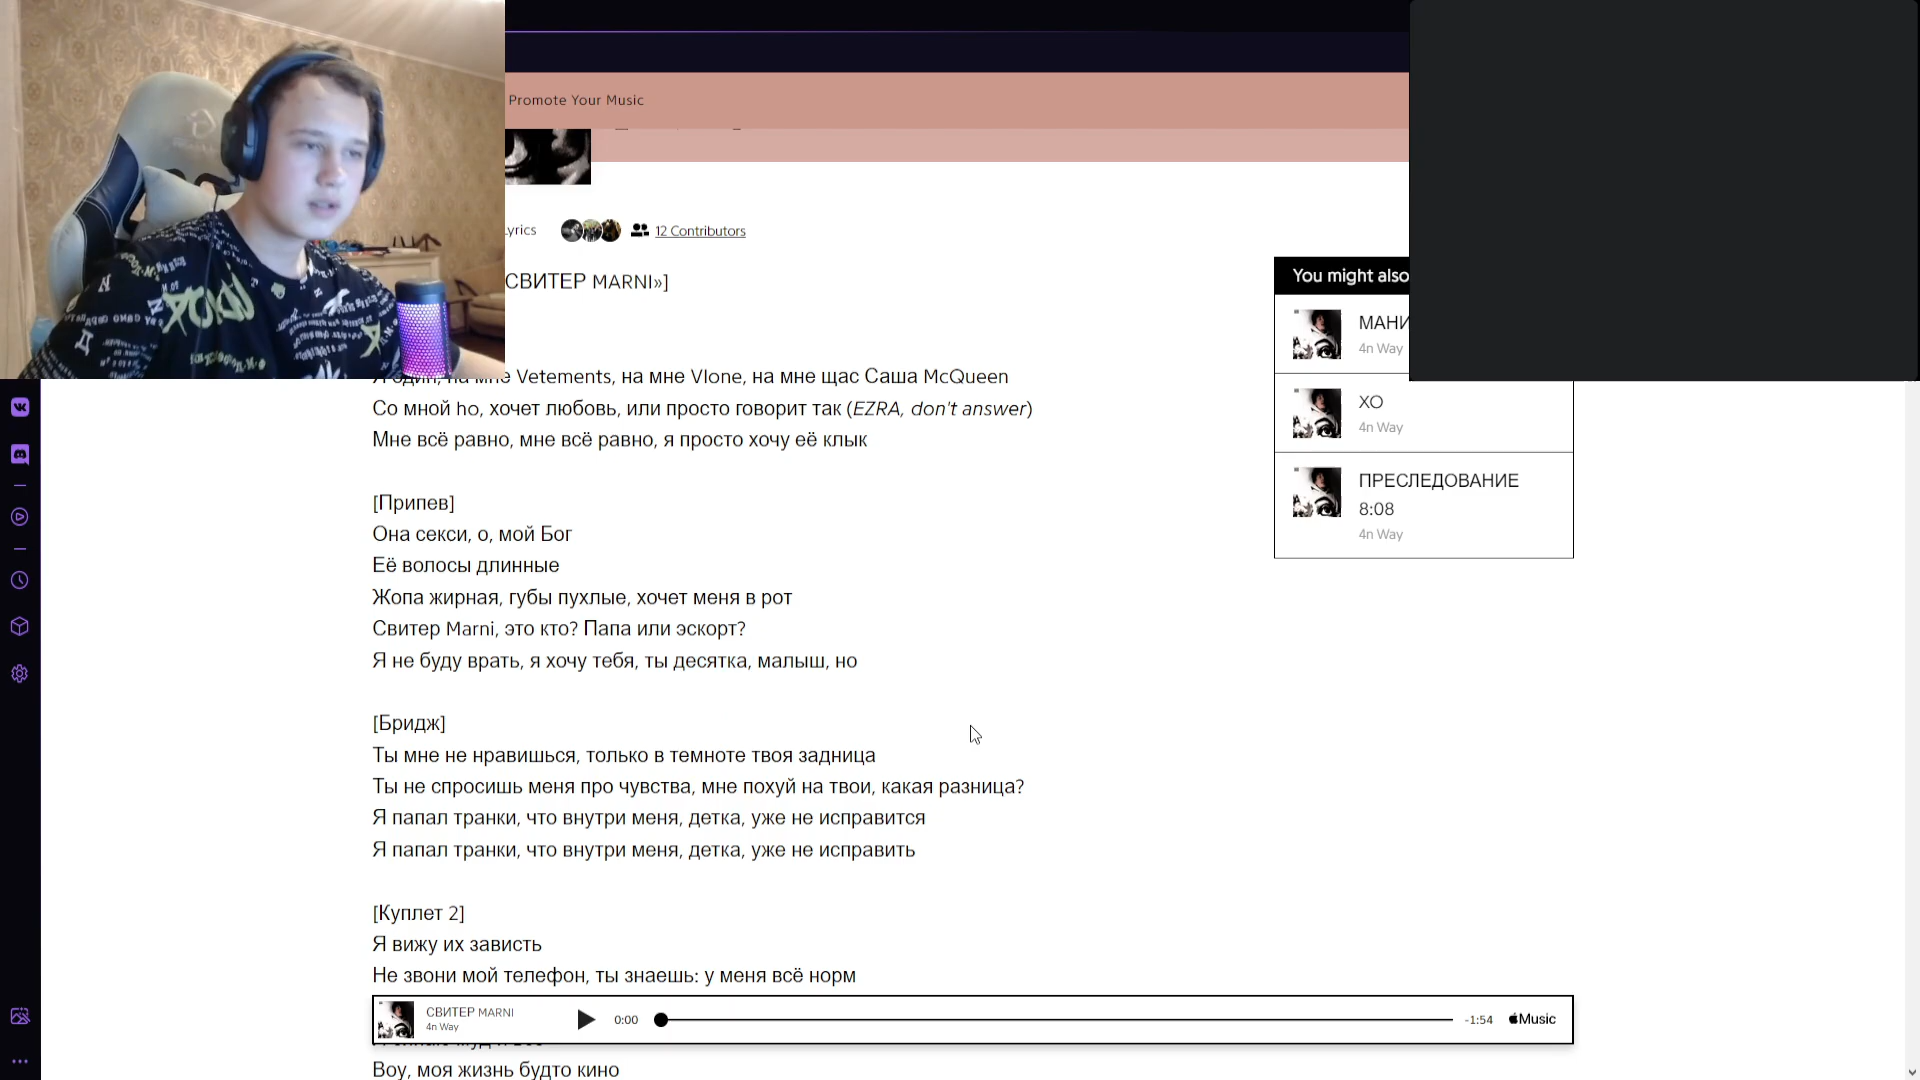 Promote Your Music
Lyrics
12 Contributors
СВИТЕР MARNI»]
You might also
МАНИ
4n Way
XO
4n Way
ПРЕСЛЕДОВАНИЕ
8:08
4n Way
Я один, на мне Vetements, на мне Vlone, на мне щас Саша McQueen
Со мной ho, хочет любовь, или просто говорит так (EZRA, don't answer)
Мне всё равно, мне всё равно, я просто хочу её клык
[Припев]
Она секси, о, мой Бог
Её волосы длинные
Жопа жирная, губы пухлые, хочет меня в рот
Свитер Marni, это кто? Папа или эскорт?
Я не буду врать, я хочу тебя, ты десятка, малыш, но
[Бридж]
Ты мне не нравишься, только в темноте твоя задница
Ты не спросишь меня про чувства, мне похуй на твои, какая разница?
Я папал транки, что внутри меня, детка, уже не исправится
Я папал транки, что внутри меня, детка, уже не исправить
[Куплет 2]
Я вижу их зависть
Не звони мой телефон, ты знаешь: у меня всё норм
СВИТЕР MARNI
4n Way
0:00
-1:54
Music
Воу, моя жизнь будто кино